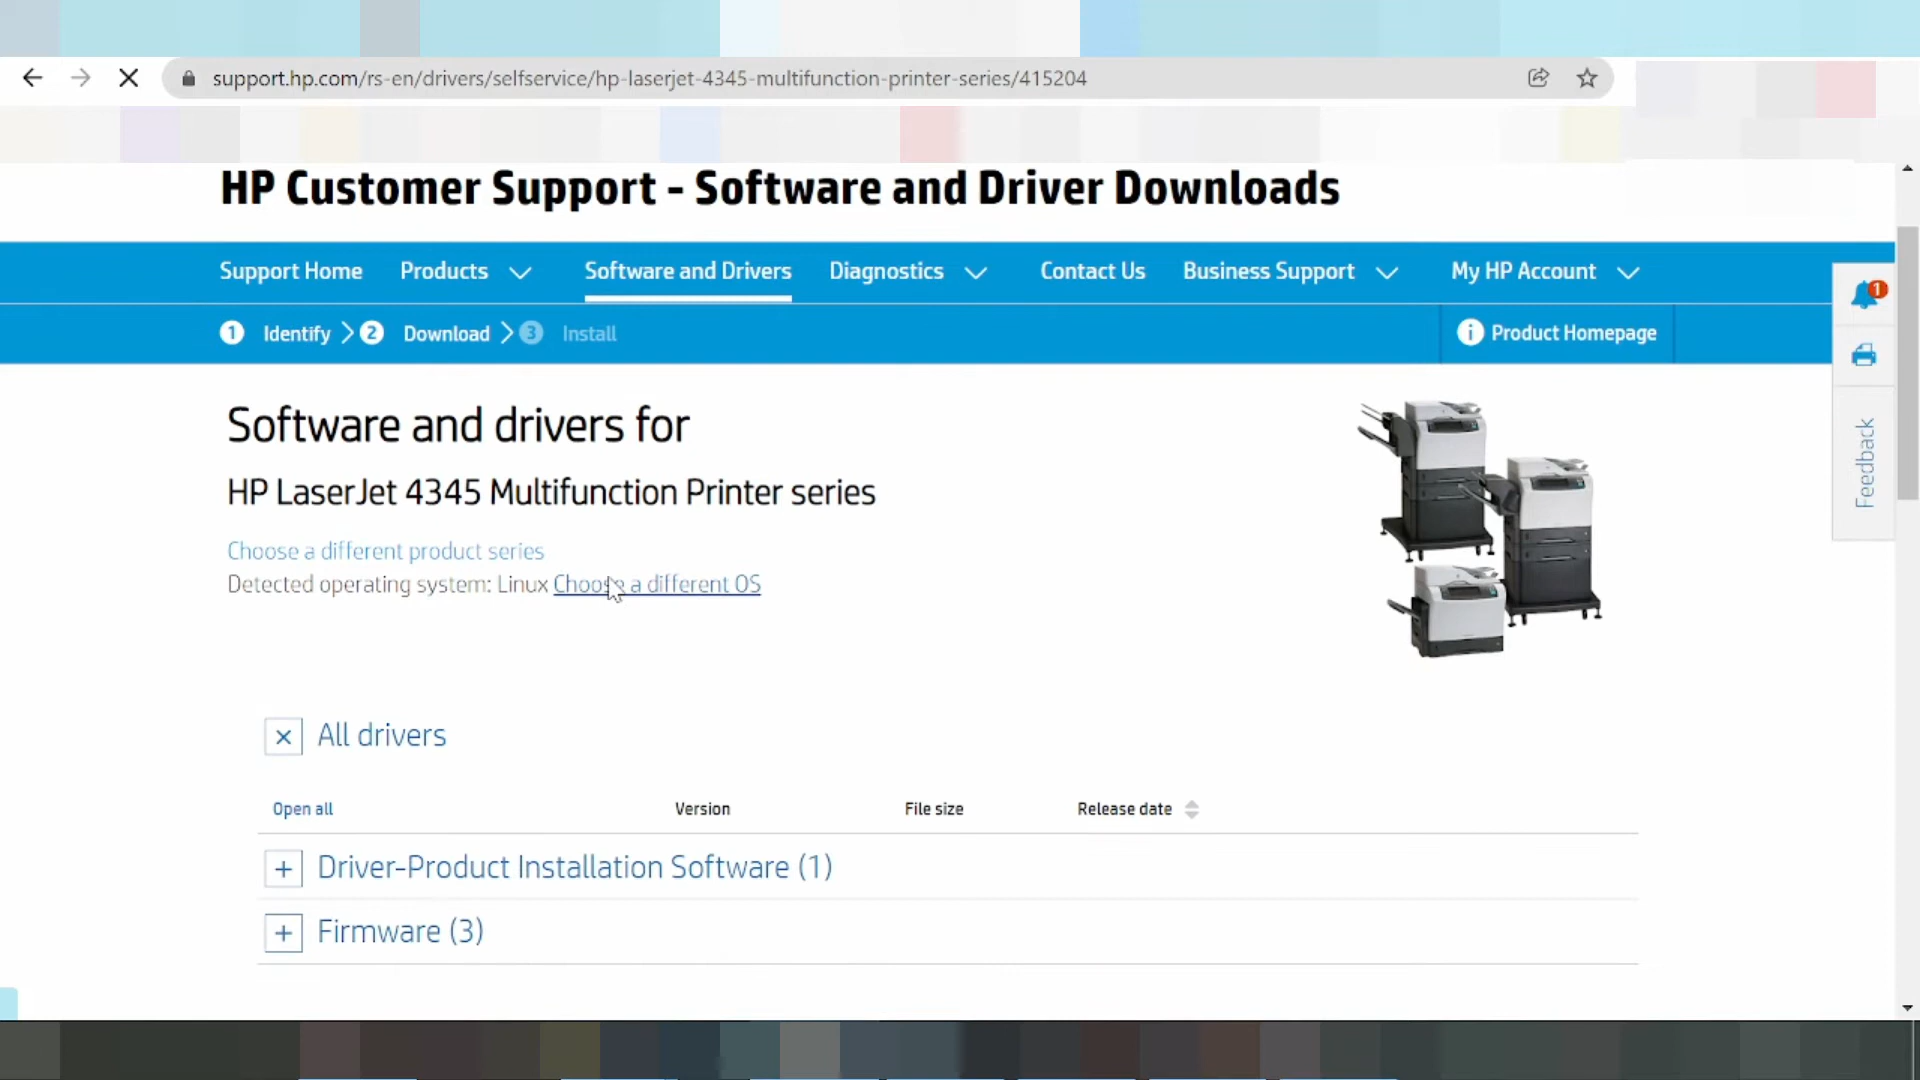 support.hp.com/rs-en/drivers/selfservice/hp-laserjet-4345-multifunction-printer-series/415204
HP Customer Support - Software and Driver Downloads
Support Home Products Software and Drivers Diagnostics Contact Us Business Support My HP Account
1
1 Identify 2 Download 3 Install
i Product Homepage
Software and drivers for
HP LaserJet 4345 Multifunction Printer series
Feedback
Choose a different product series
Detected operating system: Linux Choose a different OS
All drivers
Open all Version File size Release date
Driver-Product Installation Software (1)
Firmware (3)